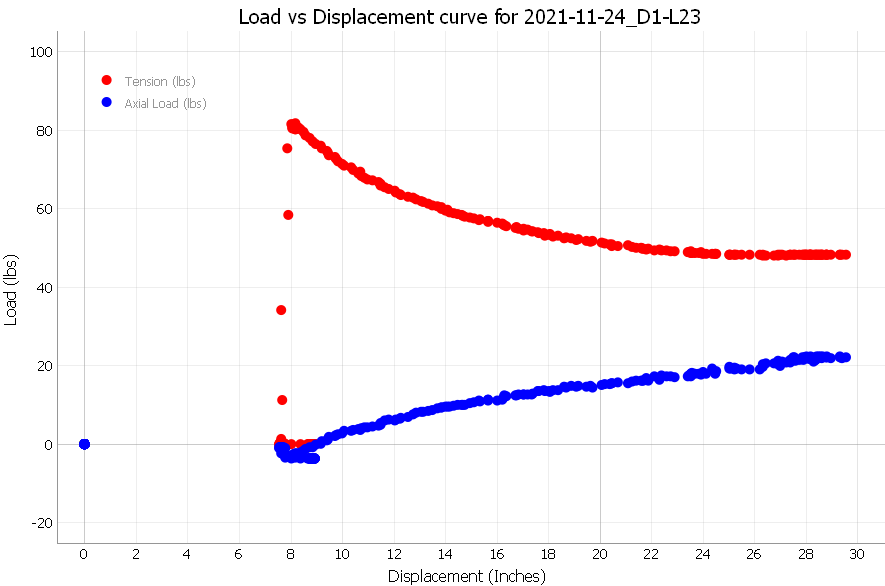 Load vs Displacement curve for 2021-11-24_D1-L23
100
Tension (lbs)
Axial Load (lbs)
80
60
Load (lbs)
40
20
0
-20
0 2 4 6 8 10 12 14 16 18 20 22 24 26 28 30
Displacement (Inches)